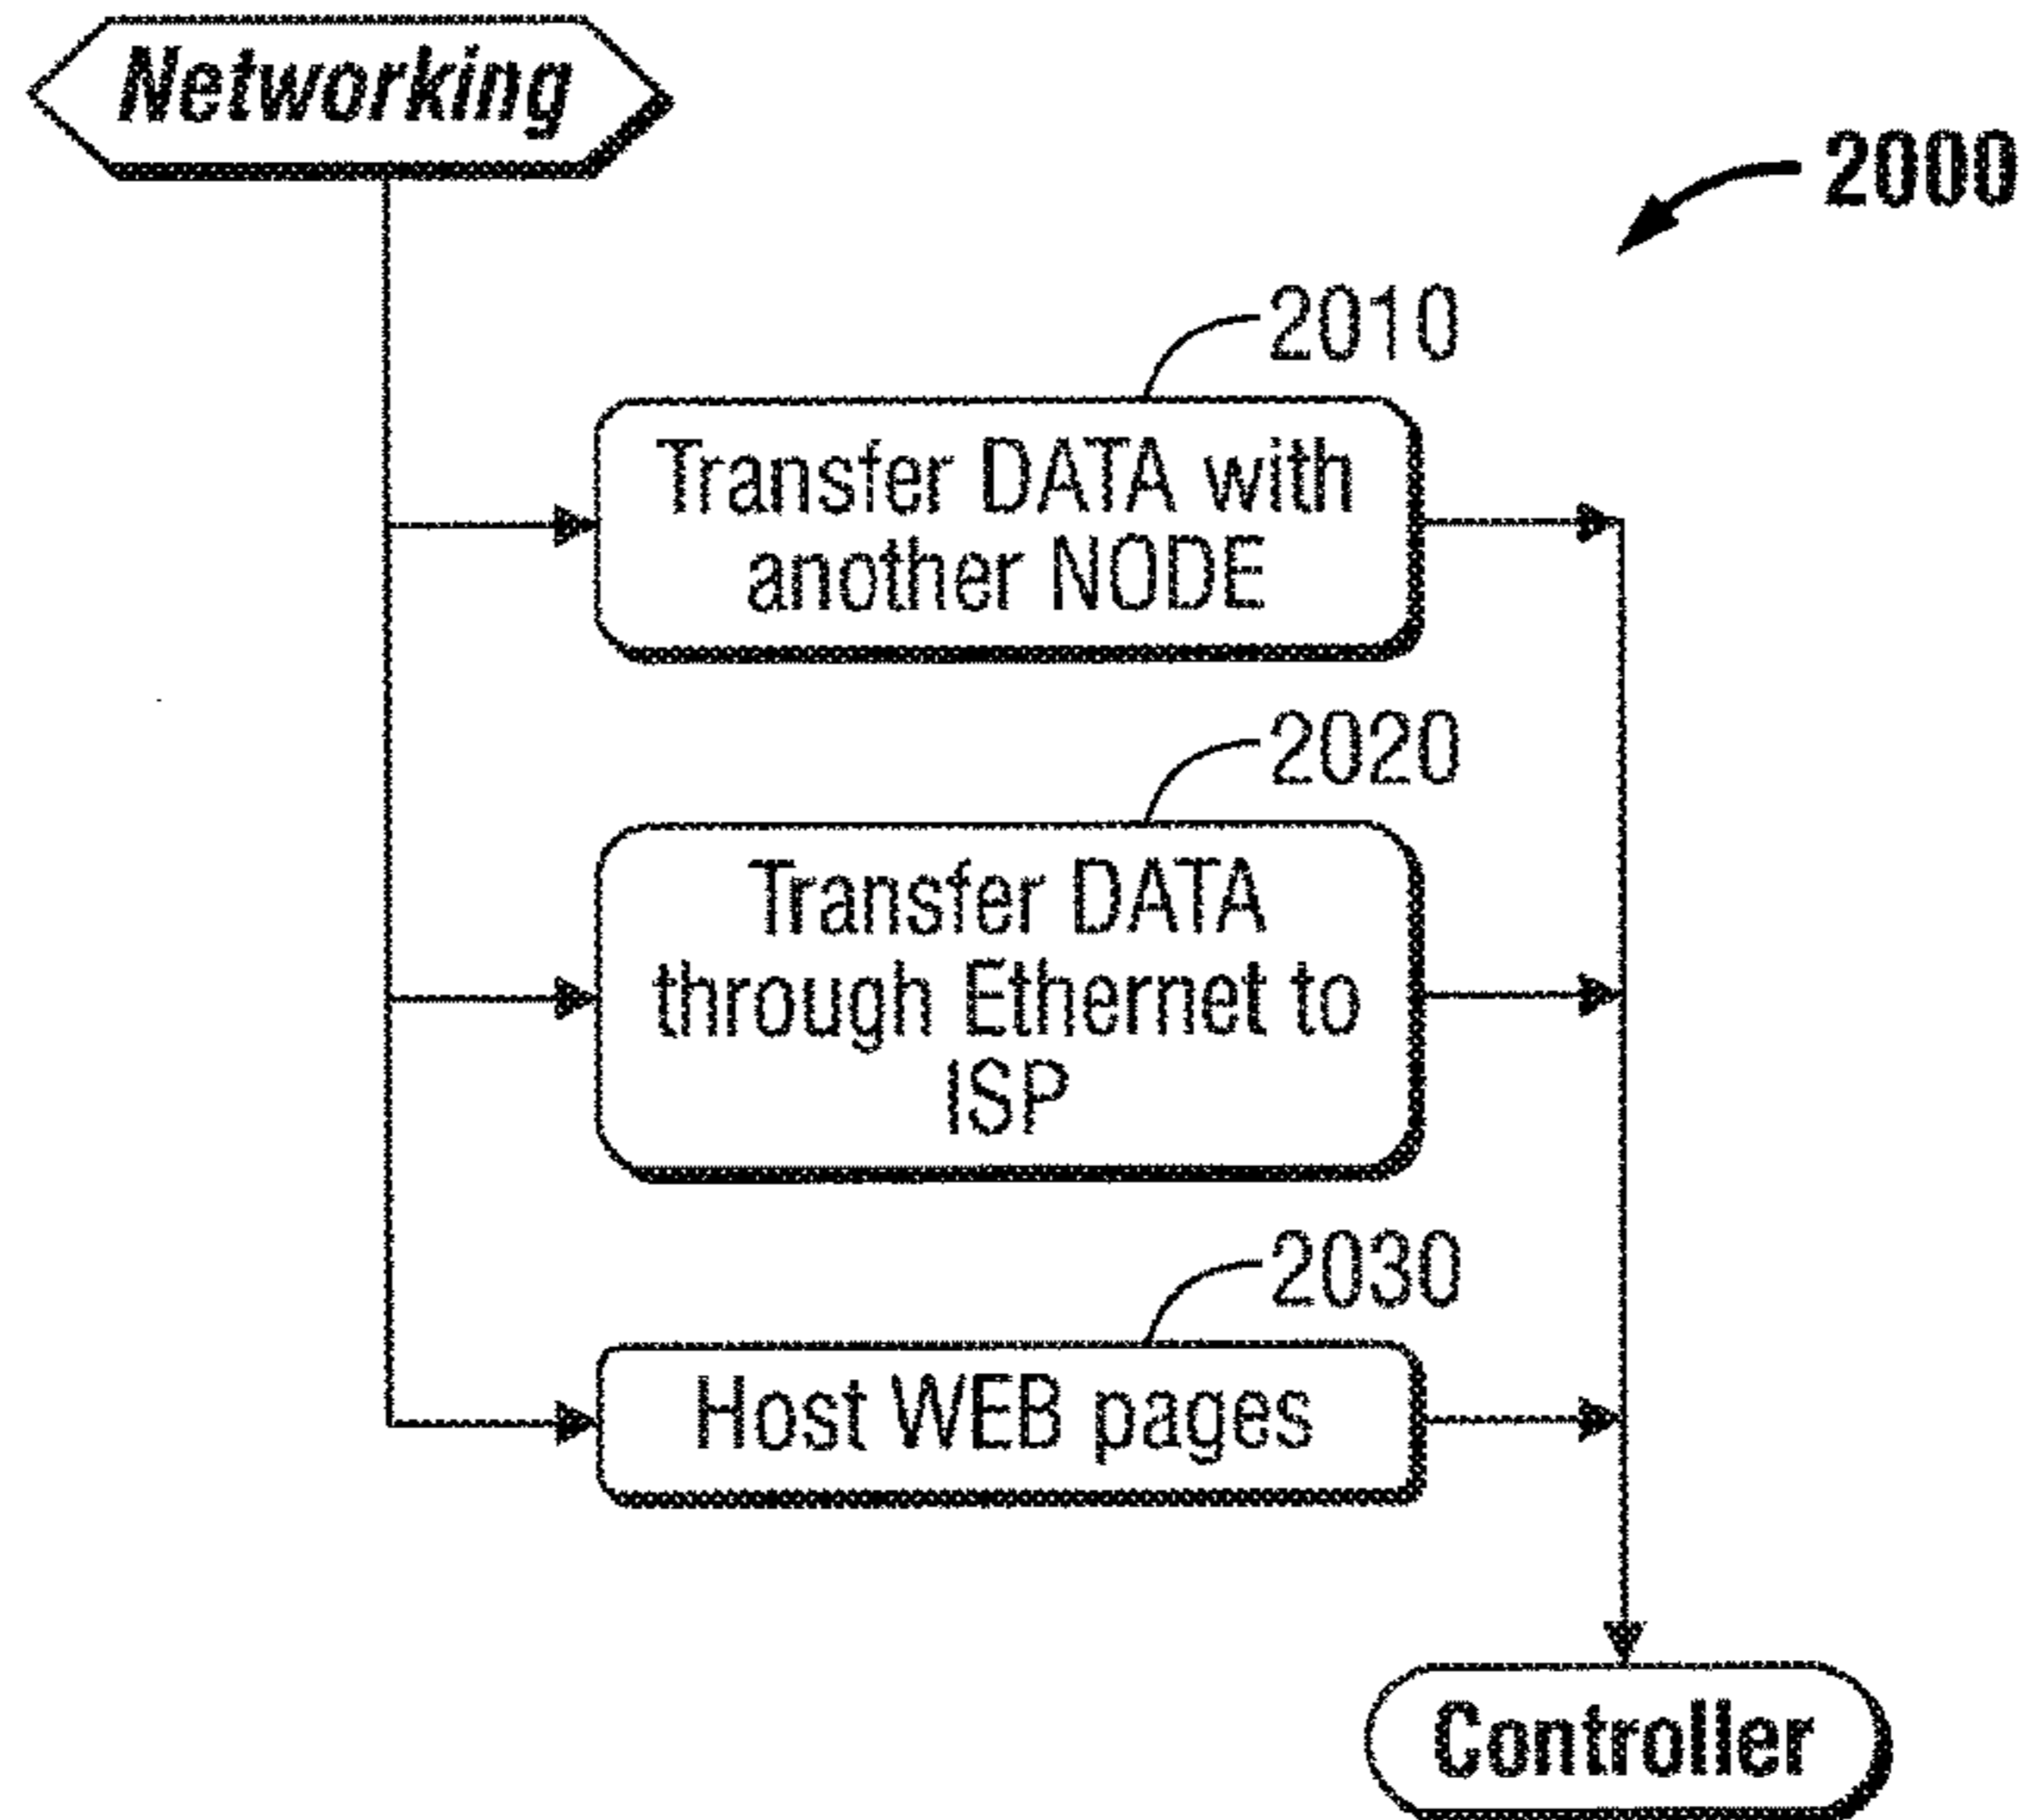 Networking
2000
2010
Transfer DATA with
another NODE
2020
Transfer DATA
through Ethernet to
ISP
2030
Host WEB pages
Controller